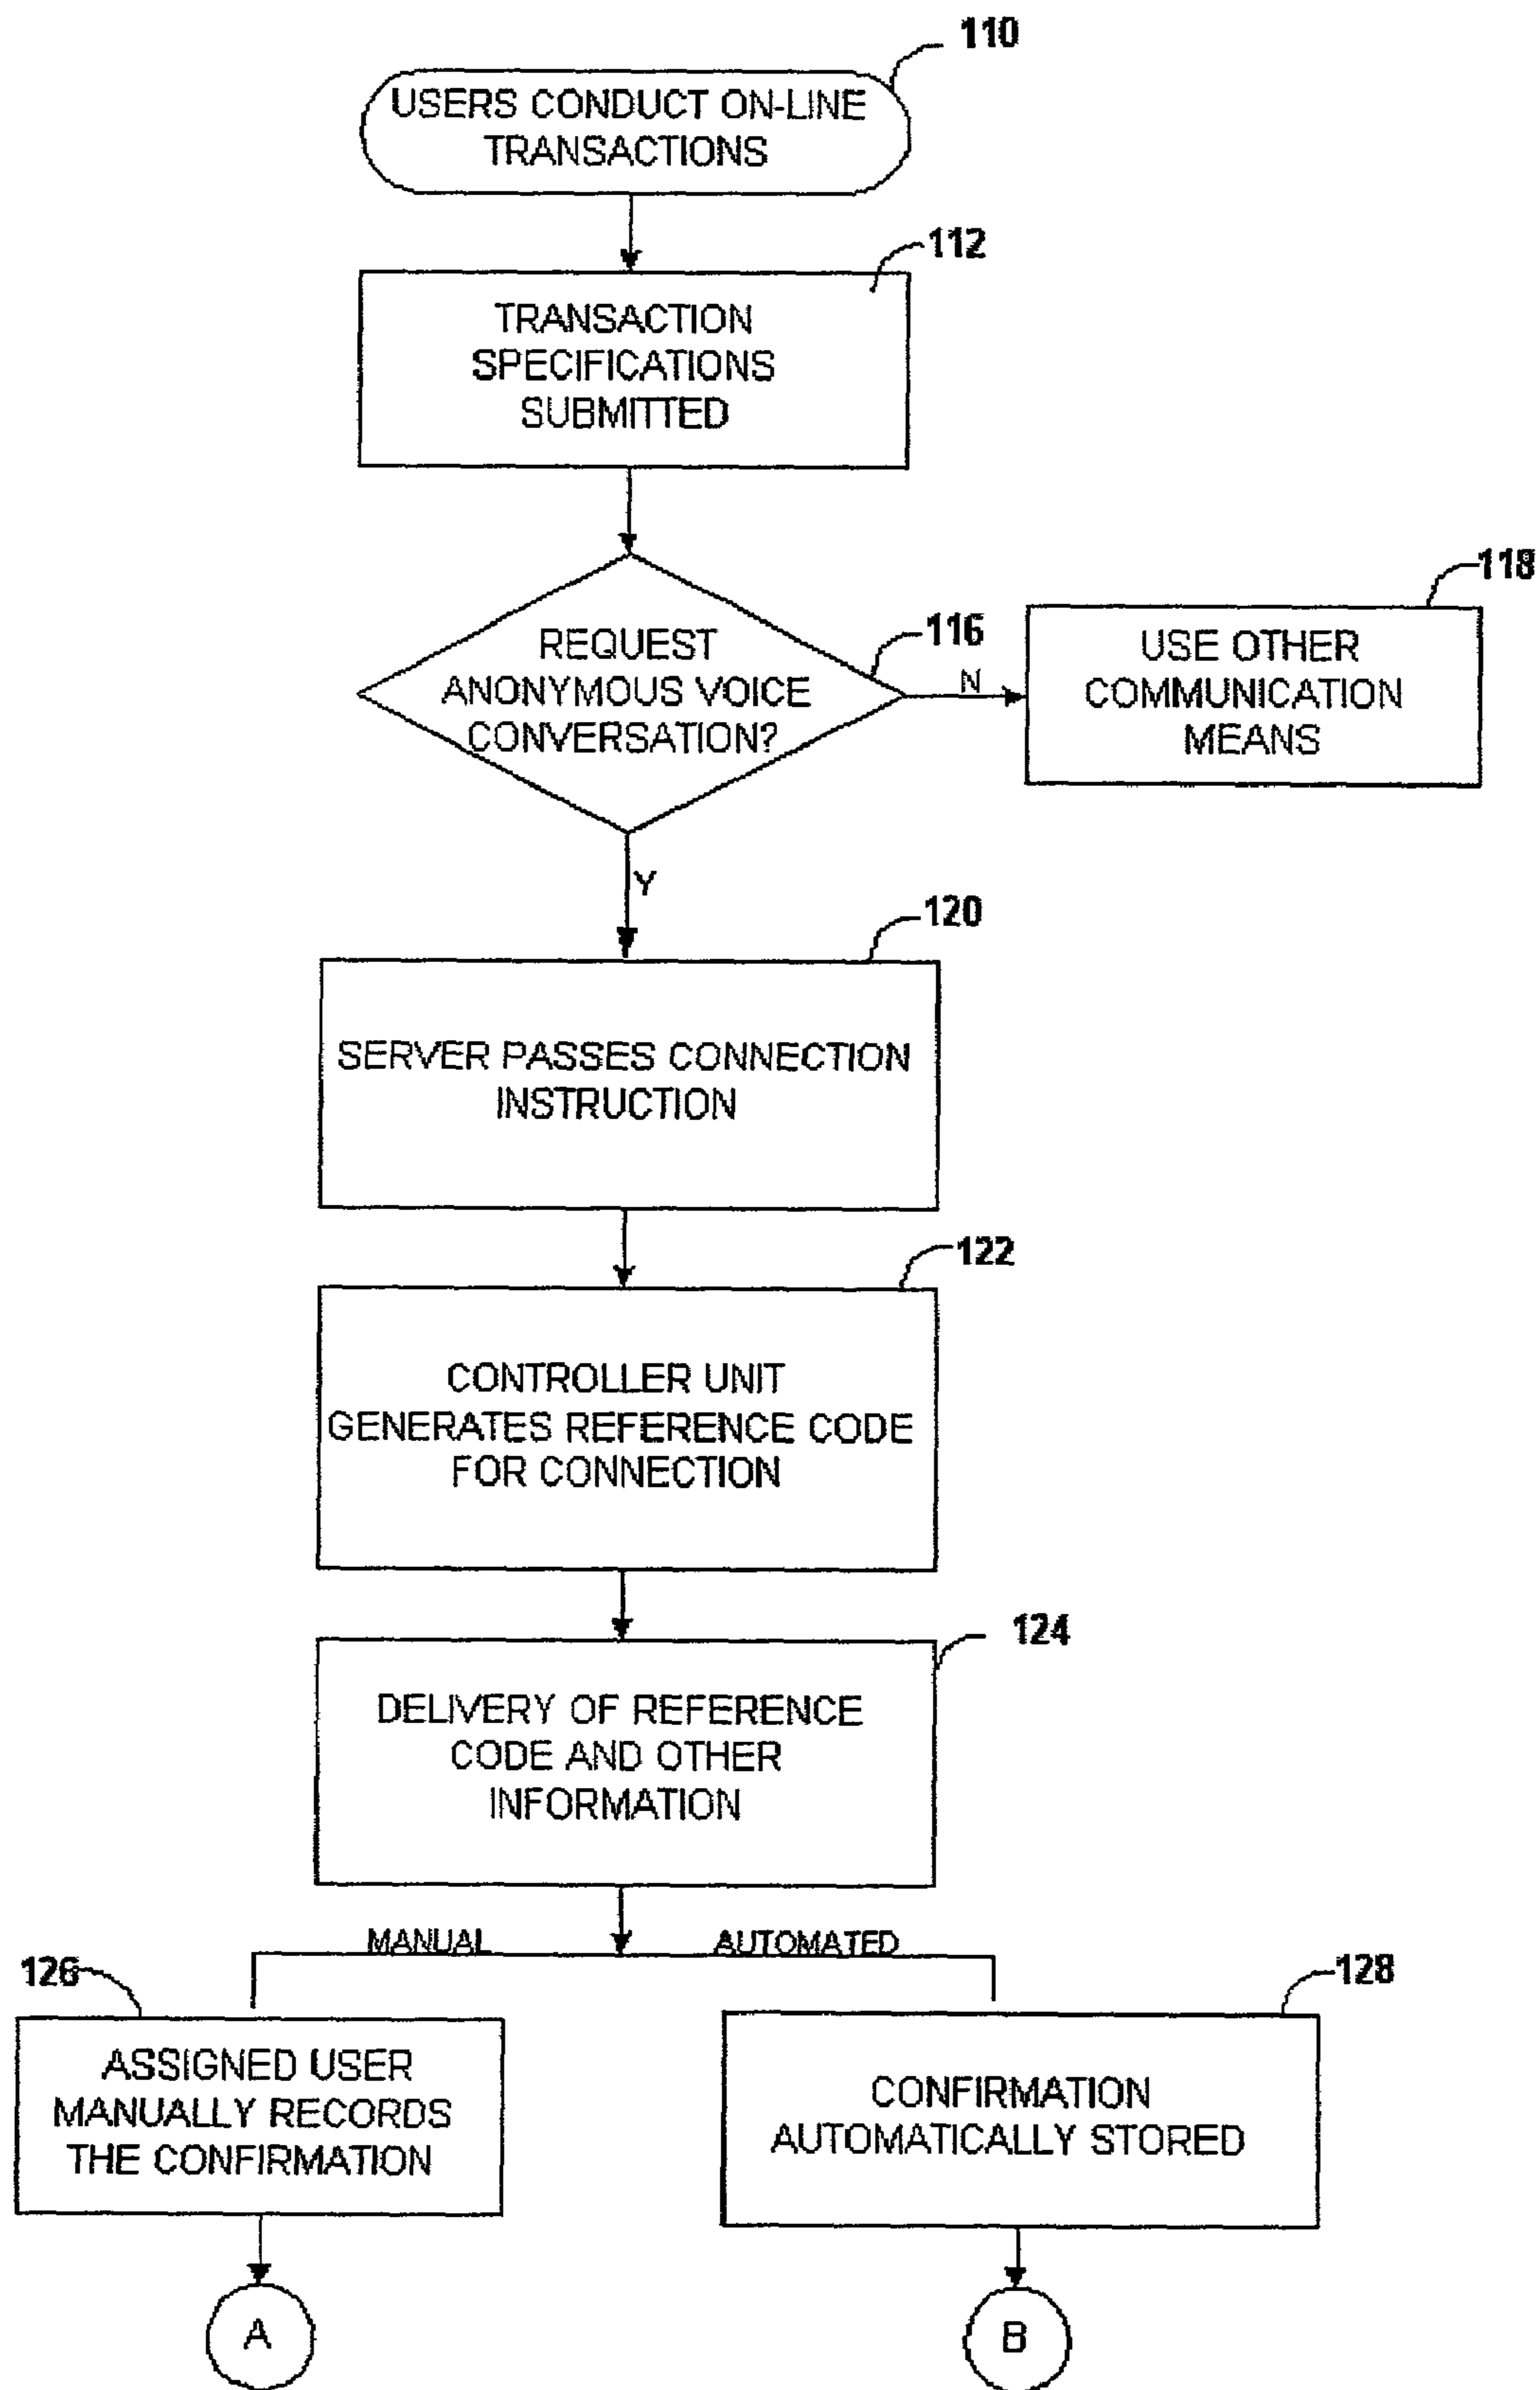 110
USERS CONDUCT ON-LINE
TRANSACTIONS
112
TRANSACTION
SPECIFICATIONS
SUBMITTED
116
REQUEST
ANONYMOUS VOICE
CONVERSATION?
N
118
USE OTHER
COMMUNICATION
MEANS
Y
120
SERVER PASSES CONNECTION
INSTRUCTION
122
CONTROLLER UNIT
GENERATES REFERENCE CODE
FOR CONNECTION
124
DELIVERY OF REFERENCE
CODE AND OTHER
INFORMATION
MANUAL
AUTOMATED
126
ASSIGNED USER
MANUALLY RECORDS
THE CONFIRMATION
128
CONFIRMATION
AUTOMATICALLY STORED
A
B